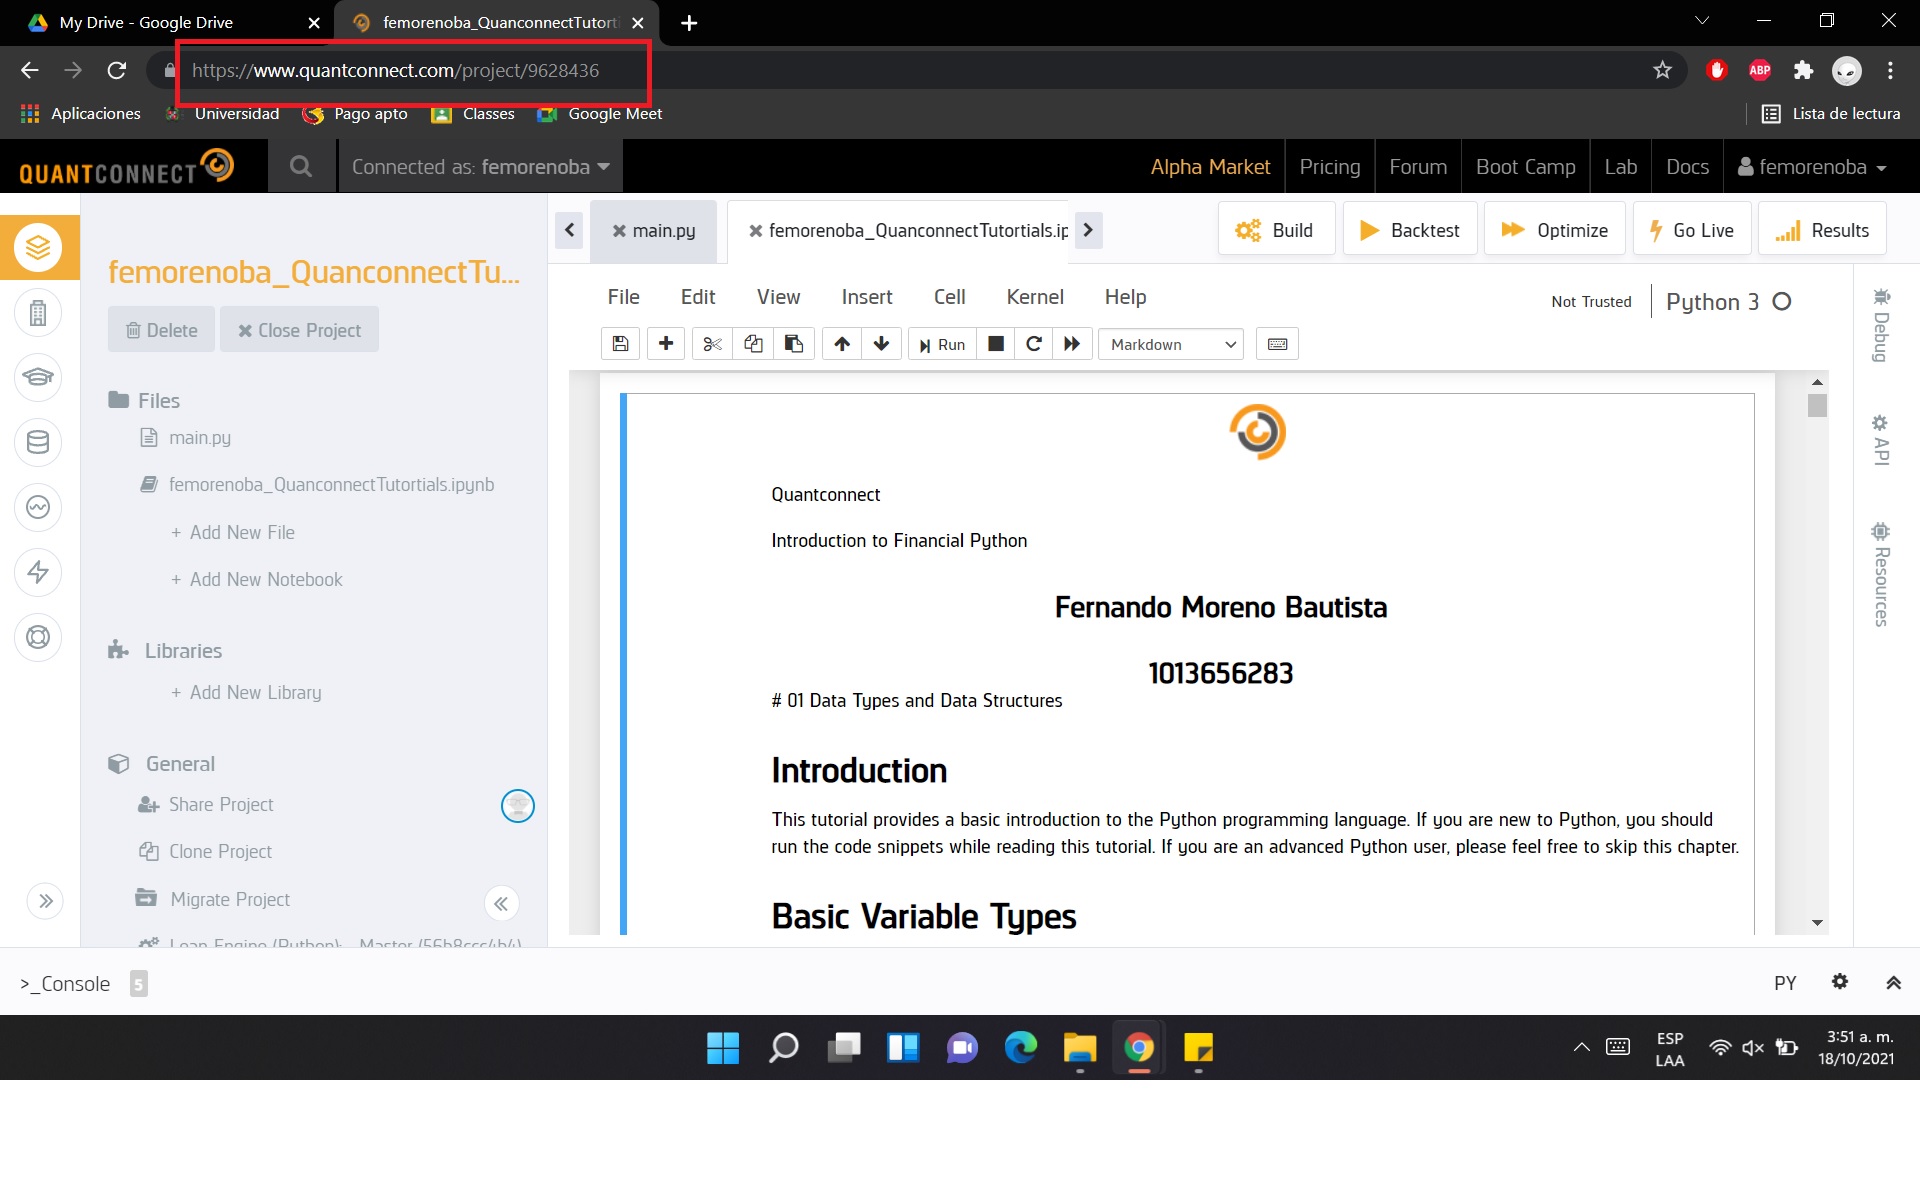 My Drive - Google Drive
femorenoba_QuanconnectTutorti
https://www.quantconnect.com/project/9628436
Aplicaciones
Universidad
Pago apto
Classes
Google Meet
Lista de lectura
QUANTCONNECT
Connected as: femorenoba
Alpha Market
Pricing
Forum
Boot Camp
Lab
Docs
femorenoba
main.py
femorenoba_QuanconnectTutortials.ip
Build
Backtest
Optimize
Go Live
Results
femorenoba_QuanconnectTu...
Delete
Close Project
Files
main.py
femorenoba_QuanconnectTutortials.ipynb
+ Add New File
+ Add New Notebook
Libraries
+ Add New Library
General
Share Project
Clone Project
Migrate Project
Lean Engine (Python): Master (56b8ccc4b4)
File Edit View Insert Cell Kernel Help
Not Trusted
Python 3
Run
Markdown
Quantconnect
Introduction to Financial Python
Fernando Moreno Bautista
1013656283
# 01 Data Types and Data Structures
Introduction
This tutorial provides a basic introduction to the Python programming language. If you are new to Python, you should
run the code snippets while reading this tutorial. If you are an advanced Python user, please feel free to skip this chapter.
Basic Variable Types
Debug
API
Resources
>_Console 5
PY
ABP
ESP
LAA
3:51 a. m.
18/10/2021